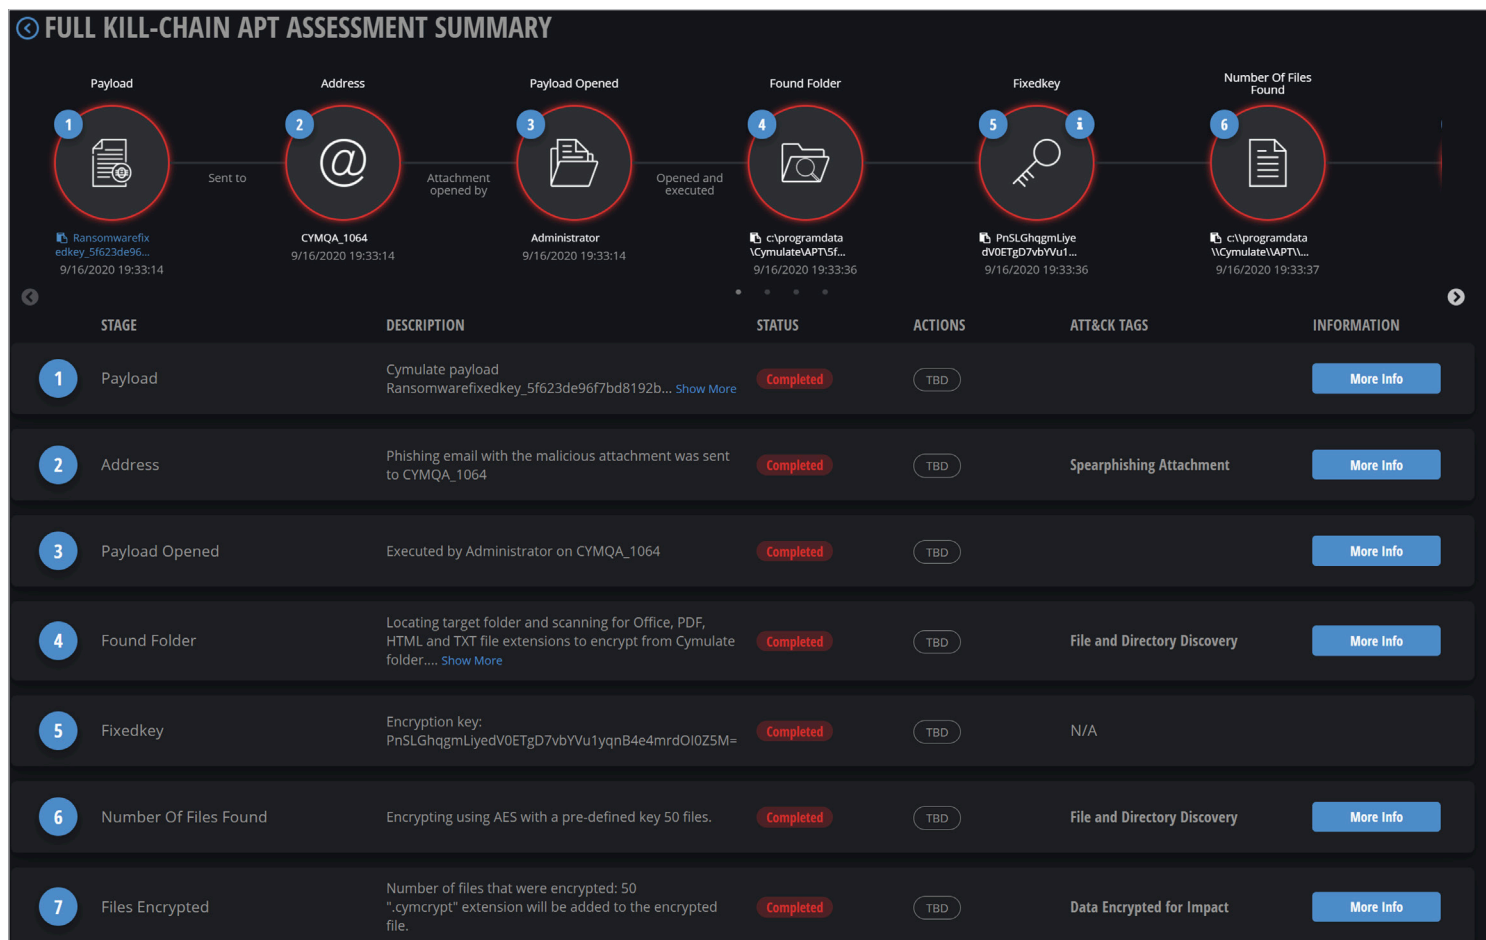 FULL KILL-CHAIN APT ASSESSMENT SUMMARY
Payload
Address
Payload Opened
Found Folder
Fixedkey
Number Of Files
Found
1
2
3
4
5
i
6
@
Sent to
Attachment
opened by
Opened and
executed
Ransomwarefix
edkey_5f623de96...
9/16/2020 19:33:14
CYMQA_1064
9/16/2020 19:33:14
Administrator
9/16/2020 19:33:14
c:\programdata
\Cymulate\APT\5f...
9/16/2020 19:33:36
PnSLGhqgmLiye
dV0ETgD7vbYVu1...
9/16/2020 19:33:36
c:\\programdata
\\Cymulate\\APT\\...
9/16/2020 19:33:37
STAGE DESCRIPTION STATUS ACTIONS ATT&CK TAGS INFORMATION
1 Payload
Cymulate payload
Ransomwarefixedkey_5f623de96f7bd8192b... Show More
Completed TBD More Info
2 Address
Phishing email with the malicious attachment was sent
to CYMQA_1064
Completed TBD Spearphishing Attachment More Info
3 Payload Opened Executed by Administrator on CYMQA_1064 Completed TBD More Info
4 Found Folder
Locating target folder and scanning for Office, PDF,
HTML and TXT file extensions to encrypt from Cymulate
folder.... Show More
Completed TBD File and Directory Discovery More Info
5 Fixedkey
Encryption key:
PnSLGhqgmLiyedV0ETgD7vbYVu1yqnB4e4mrdOI0Z5M=
Completed TBD N/A
6 Number Of Files Found Encrypting using AES with a pre-defined key 50 files. Completed TBD File and Directory Discovery More Info
7 Files Encrypted
Number of files that were encrypted: 50
".cymcrypt" extension will be added to the encrypted
file.
Completed TBD Data Encrypted for Impact More Info